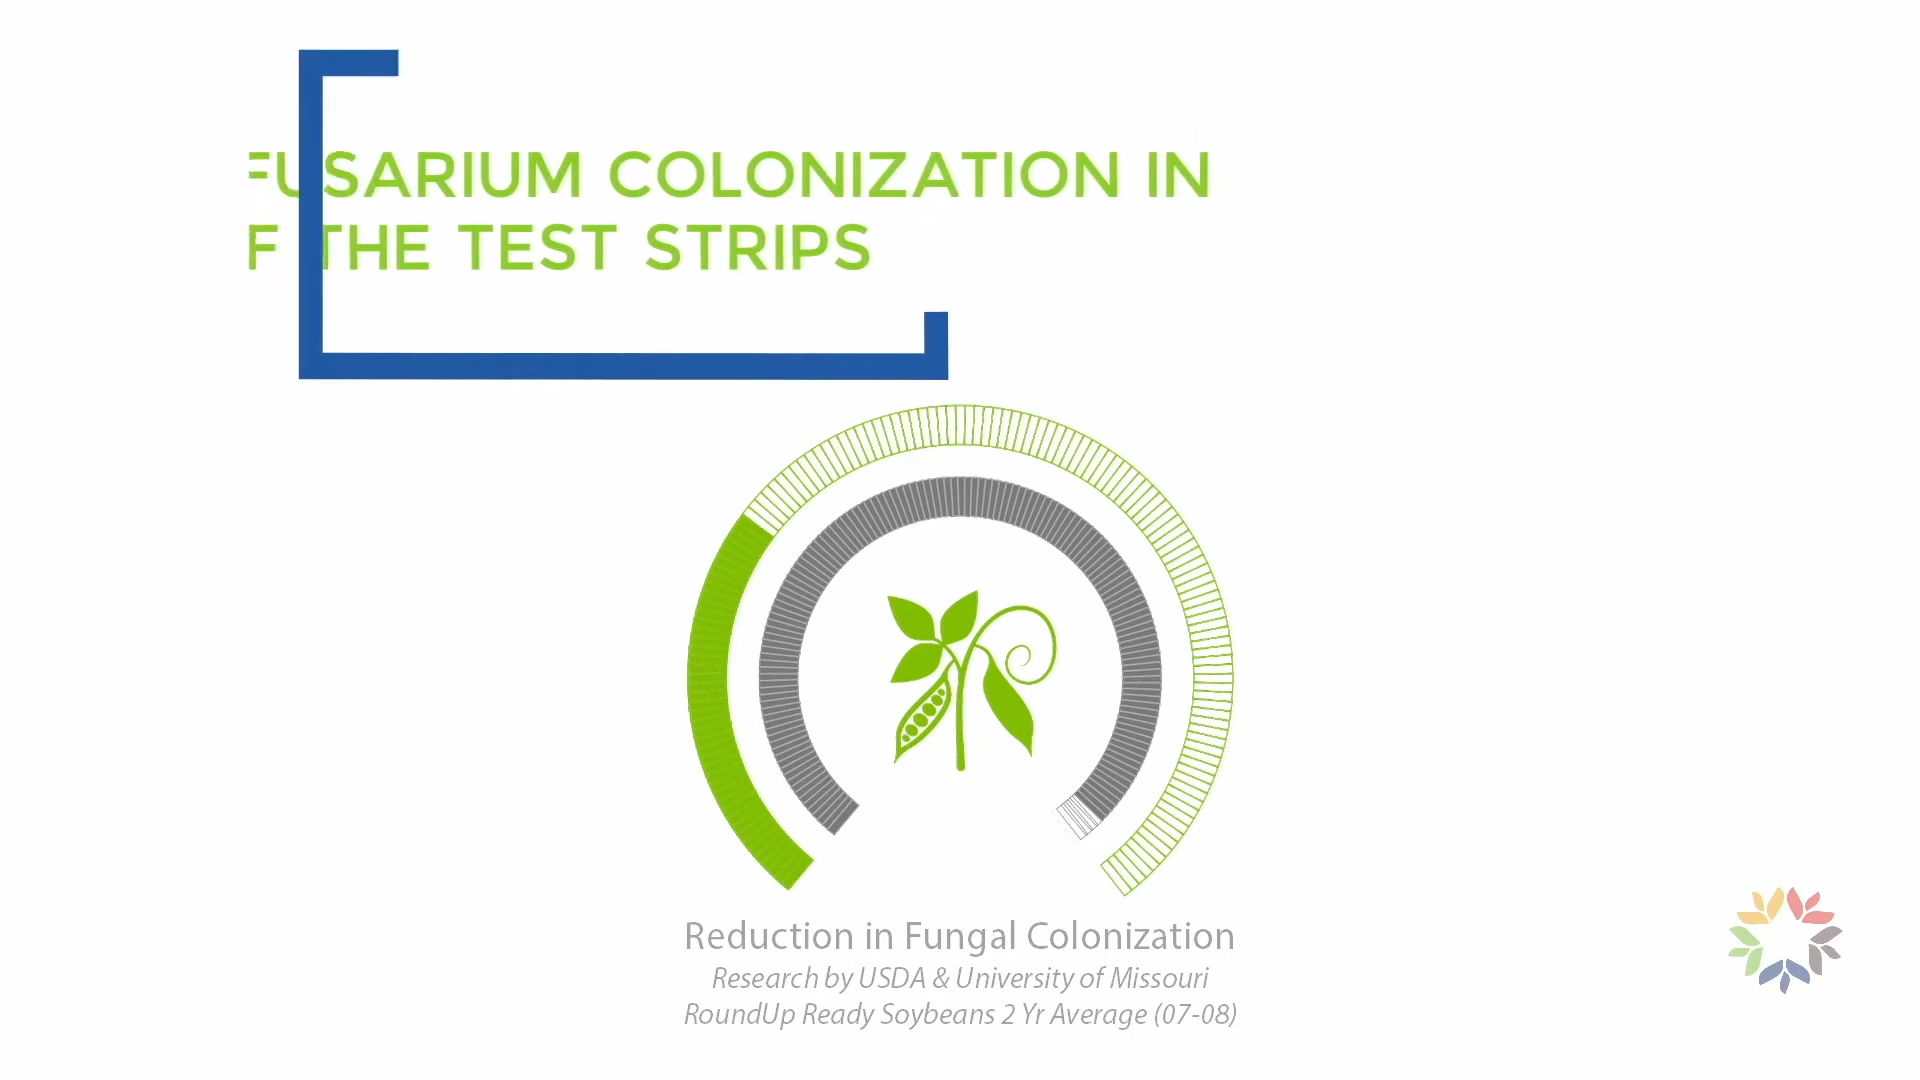 FUSARIUM COLONIZATION IN
F THE TEST STRIPS
Reduction in Fungal Colonization
Research by USDA & University of Missouri
RoundUp Ready Soybeans 2 Yr Average (07-08)